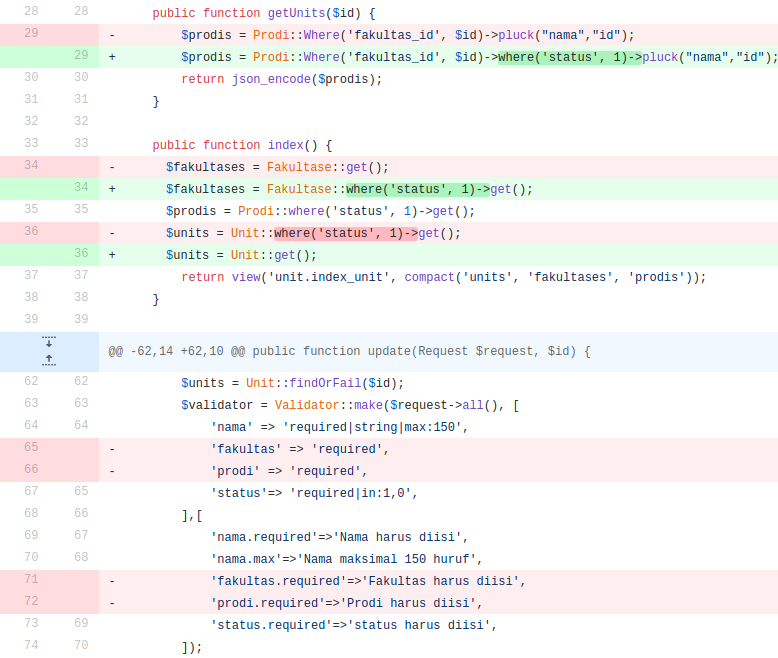 28 28 public function getUnits($id) {
29 - $prodis = Prodi::Where('fakultas_id', $id)->pluck("nama","id");
29 + $prodis = Prodi::Where('fakultas_id', $id)->where('status', 1)->pluck("nama","id");
30 30 return json_encode($prodis);
31 31 }
32 32
33 33 public function index() {
34 - $fakultases = Fakultase::get();
34 + $fakultases = Fakultase::where('status', 1)->get();
35 35 $prodis = Prodi::where('status', 1)->get();
36 - $units = Unit::where('status', 1)->get();
36 + $units = Unit::get();
37 37 return view('unit.index_unit', compact('units', 'fakultases', 'prodis'));
38 38 }
39 39
@@ -62,14 +62,10 @@ public function update(Request $request, $id) {
62 62 $units = Unit::findOrFail($id);
63 63 $validator = Validator::make($request->all(), [
64 64 'nama' => 'required|string|max:150',
65 - 'fakultas' => 'required',
66 - 'prodi' => 'required',
67 65 'status'=> 'required|in:1,0',
68 66 ],[
69 67 'nama.required'=>'Nama harus diisi',
70 68 'nama.max'=>'Nama maksimal 150 huruf',
71 - 'fakultas.required'=>'Fakultas harus diisi',
72 - 'prodi.required'=>'Prodi harus diisi',
73 69 'status.required'=>'status harus diisi',
74 70 ]);